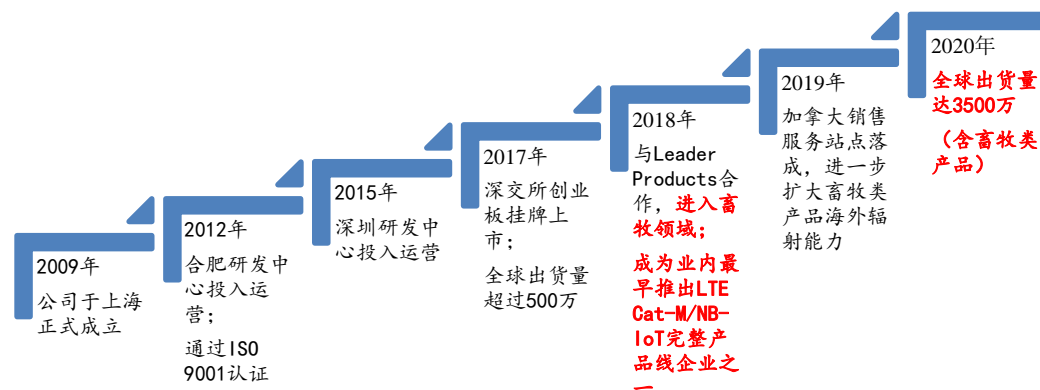 2009年
公司于上海
正式成立
2012年
合肥研发中
心投入运
营；
通过ISO
9001认证
2015年
深圳研发中
心投入运营
2017年
深交所创业
板挂牌上
市；
全球出货量
超过500万
2018年
与Leader
Products合
作，进入畜
牧领域；
成为业内最
早推出LTE
Cat-M/NB-
IoT完整产
品线企业之
一
2019年
加拿大销售
服务站点落
成，进一步
扩大畜牧类
产品海外辐
射能力
2020年
全球出货量
达3500万
（含畜牧类
产品）